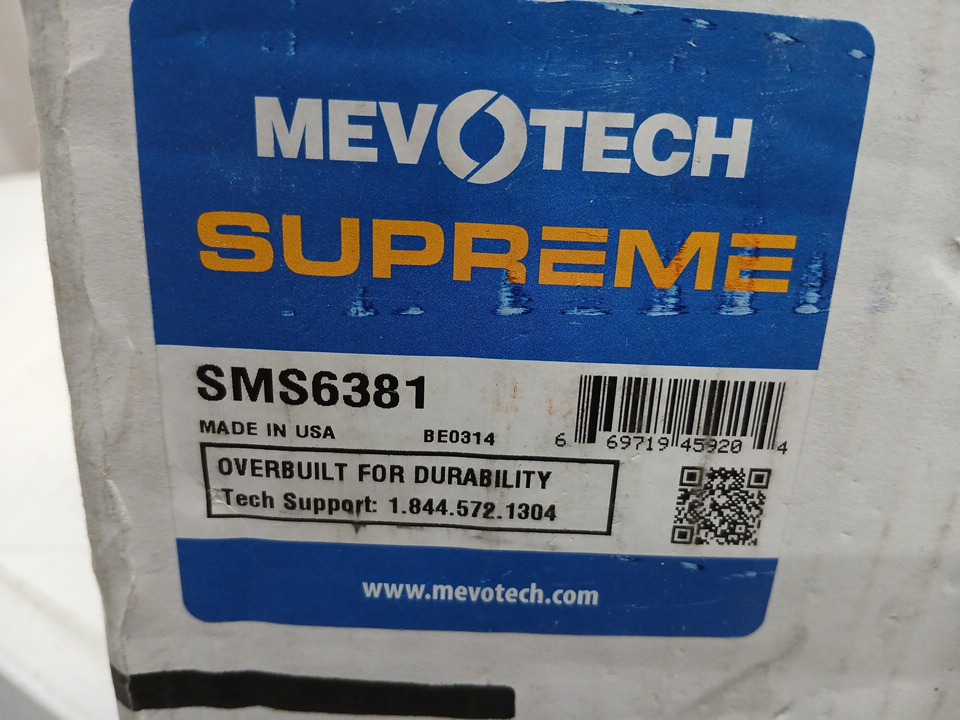 MEVOTECH
SUPREME
SMS6381
MADE IN USA BE0314
6 69719 45920 4
OVERBUILT FOR DURABILITY
Tech Support: 1.844.572.1304
www.mevotech.com